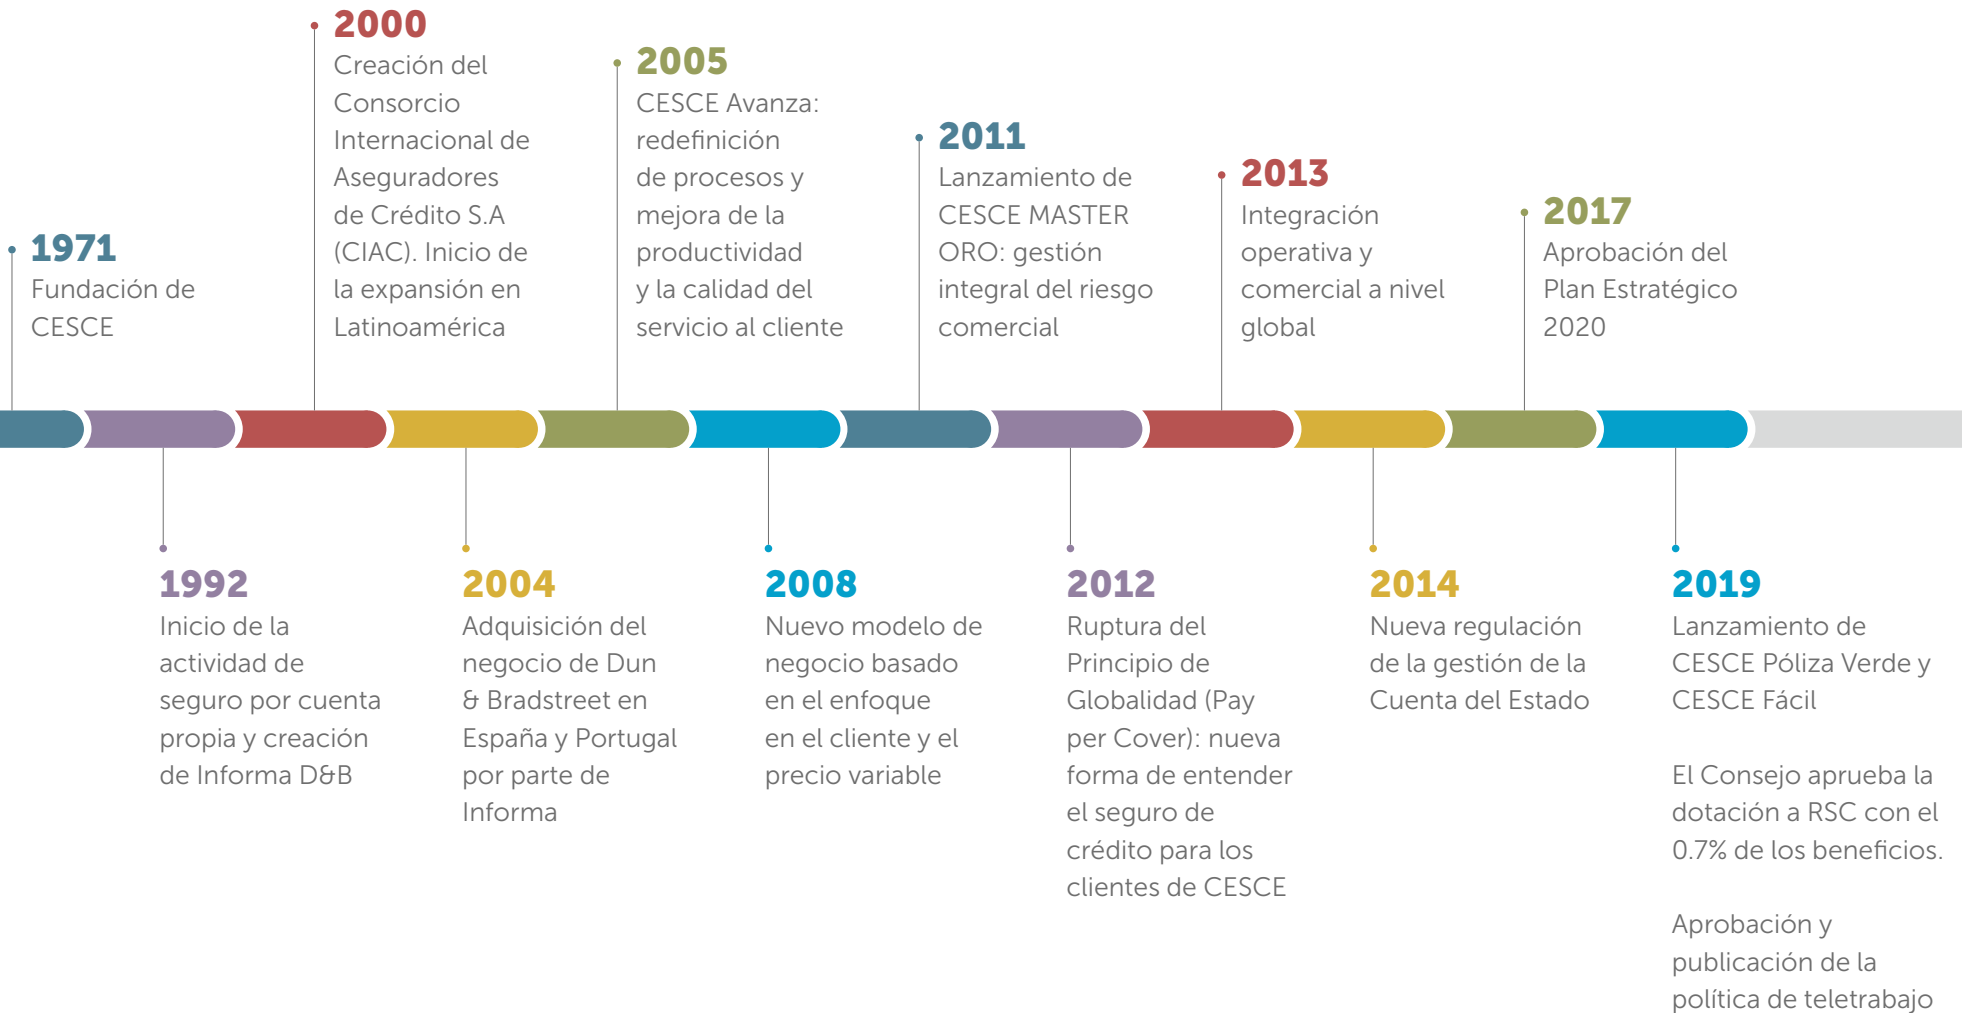 2000
Creación del
Consorcio
Internacional de
Aseguradores
de Crédito S.A
(CIAC). Inicio de
la expansión en
Latinoamérica
2005
CESCE Avanza:
redefinición
de procesos y
mejora de la
productividad
y la calidad del
servicio al cliente
2011
Lanzamiento de
CESCE MASTER
ORO: gestión
integral del riesgo
comercial
2013
Integración
operativa y
comercial a nivel
global
2017
Aprobación del
Plan Estratégico
2020
1971
Fundación de
CESCE
1992
Inicio de la
actividad de
seguro por cuenta
propia y creación
de Informa D&B
2004
Adquisición del
negocio de Dun
& Bradstreet en
España y Portugal
por parte de
Informa
2008
Nuevo modelo de
negocio basado
en el enfoque
en el cliente y el
precio variable
2012
Ruptura del
Principio de
Globalidad (Pay
per Cover): nueva
forma de entender
el seguro de
crédito para los
clientes de CESCE
2014
Nueva regulación
de la gestión de la
Cuenta del Estado
2019
Lanzamiento de
CESCE Póliza Verde y
CESCE Fácil
El Consejo aprueba la
dotación a RSC con el
0.7% de los beneficios.
Aprobación y
publicación de la
política de teletrabajo